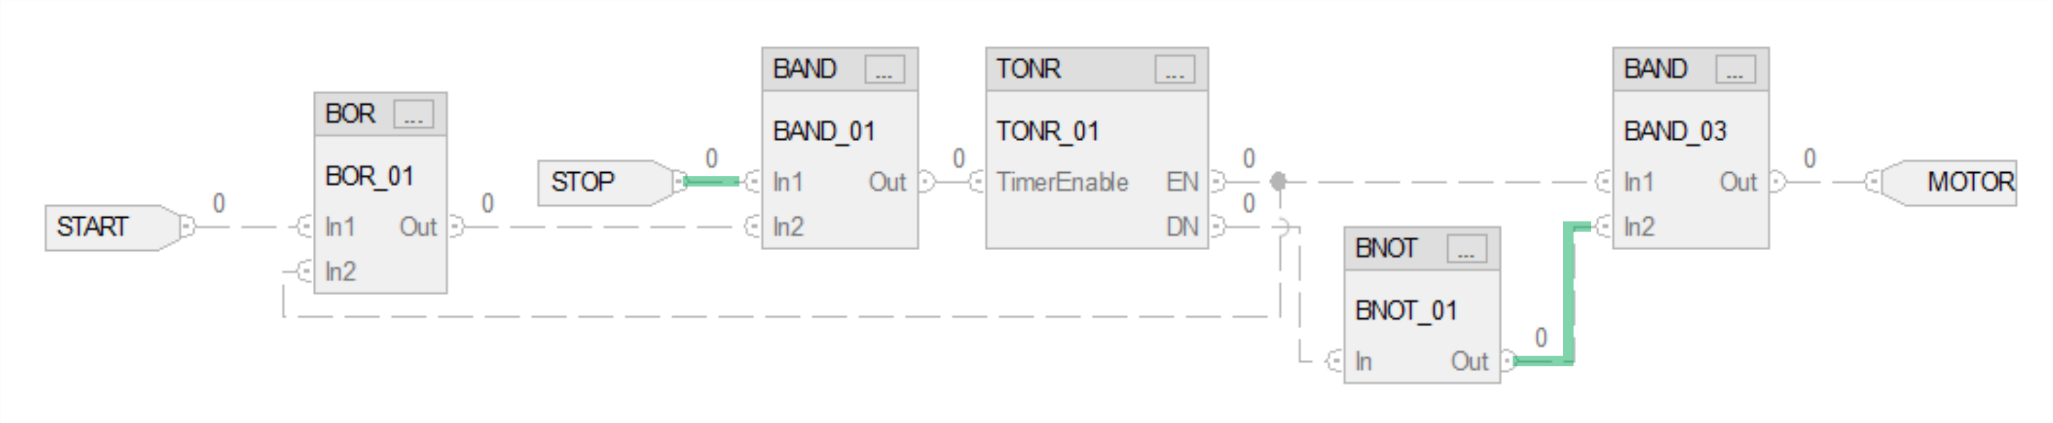 START
0
BOR ...
BOR_01
In1 Out
In2
0
STOP
0
BAND ...
BAND_01
In1 Out
In2
0
TONR ...
TONR_01
TimerEnable EN
DN
0
0
BNOT ...
BNOT_01
In Out
0
BAND ...
BAND_03
In1 Out
In2
0
MOTOR